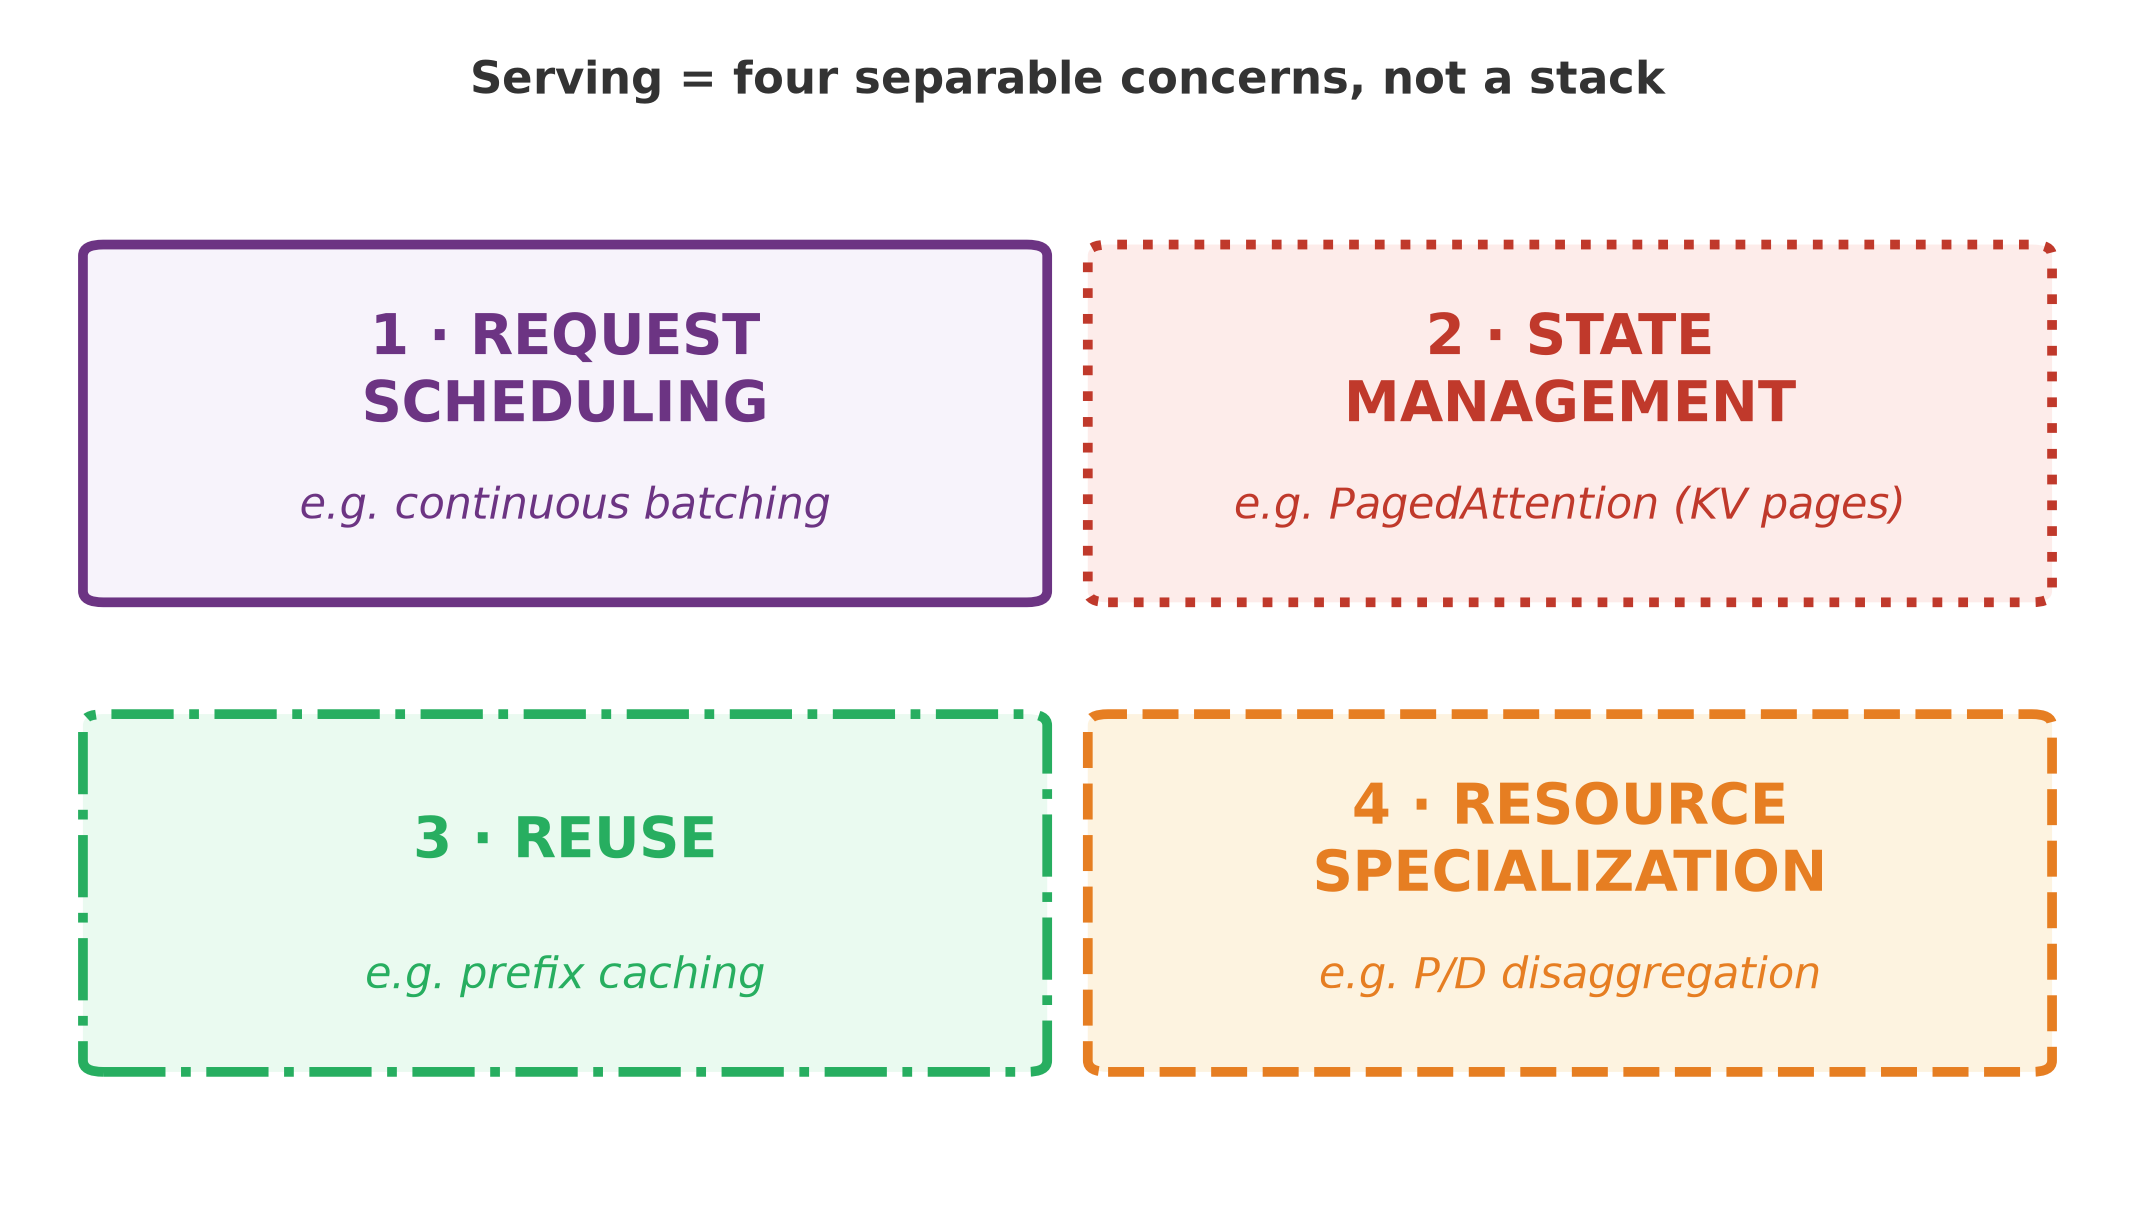 Serving = four separable concerns, not a stack
1 · REQUEST
SCHEDULING
e.g. continuous batching
2 · STATE
MANAGEMENT
e.g. PagedAttention (KV pages)
3 · REUSE
e.g. prefix caching
4 · RESOURCE
SPECIALIZATION
e.g. P/D disaggregation